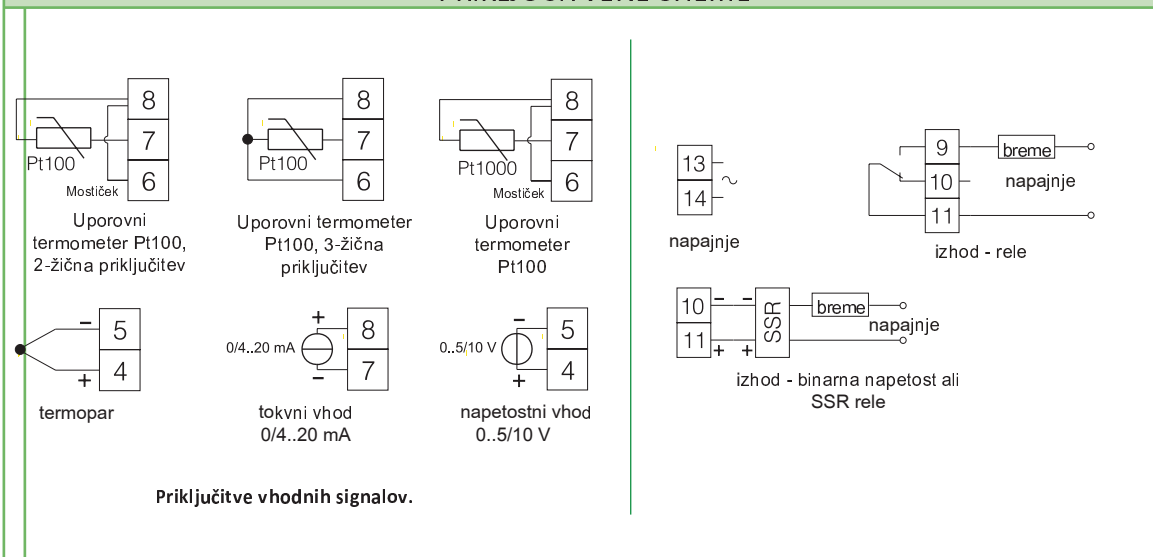 8
7
6
Pt100
Mostiček
Uporovni
termometer Pt100,
2-žična priključitev
8
7
6
Pt100
Uporovni termometer
Pt100, 3-žična
priključitev
8
7
6
Pt1000
Mostiček
Uporovni
termometer
Pt100
5
4
–
+
termopar
+
0/4..20 mA
–
8
7
tokvni vhod
0/4..20 mA
–
0..5/10 V
+
5
4
napetostni vhod
0..5/10 V
Priključitve vhodnih signalov.
13
14
napajnje
9
10
11
breme
napajnje
izhod - rele
10 – –
11 + +
SSR
breme
napajnje
izhod - binarna napetost ali
SSR rele